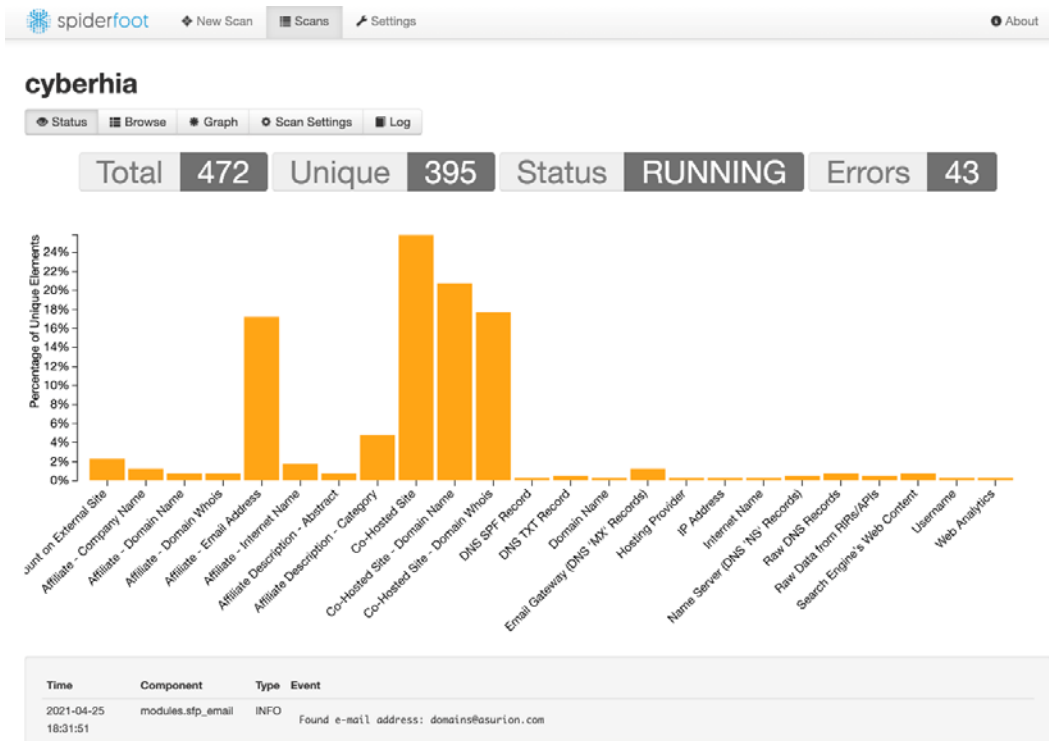 spiderfoot New Scan Scans Settings About
cyberhia
Status Browse Graph Scan Settings Log
Total 472 Unique 395 Status RUNNING Errors 43
Percentage of Unique Elements
24%
22%
20%
18%
16%
14%
12%
10%
8%
6%
4%
2%
0%
unt on External Site
Affiliate - Company Name
Affiliate - Domain Name
Affiliate - Domain Whois
Affiliate - Email Address
Affiliate - Internet Name
Affiliate Description - Abstract
Affiliate Description - Category
Co-Hosted Site
Co-Hosted Site - Domain Name
Co-Hosted Site - Domain Whois
DNS SPF Record
DNS TXT Record
Domain Name
Email Gateway (DNS 'MX' Records)
Hosting Provider
IP Address
Internet Name
Name Server (DNS 'NS' Records)
Raw DNS Records
Raw Data from RIRs/APIs
Search Engine's Web Content
Username
Web Analytics
Time Component Type Event
2021-04-25 modules.sfp_email INFO Found e-mail address: domains@asurion.com
18:31:51